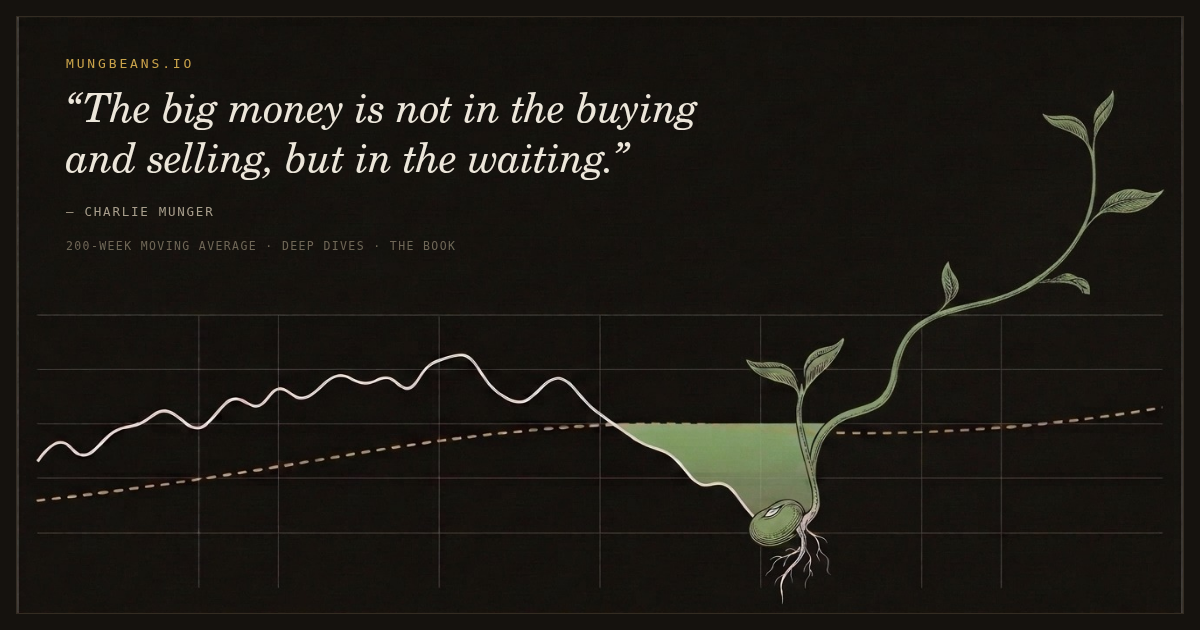 MUNGBEANS.IO
“The big money is not in the buying
and selling, but in the waiting.”
— CHARLIE MUNGER
200-WEEK MOVING AVERAGE · DEEP DIVES · THE BOOK